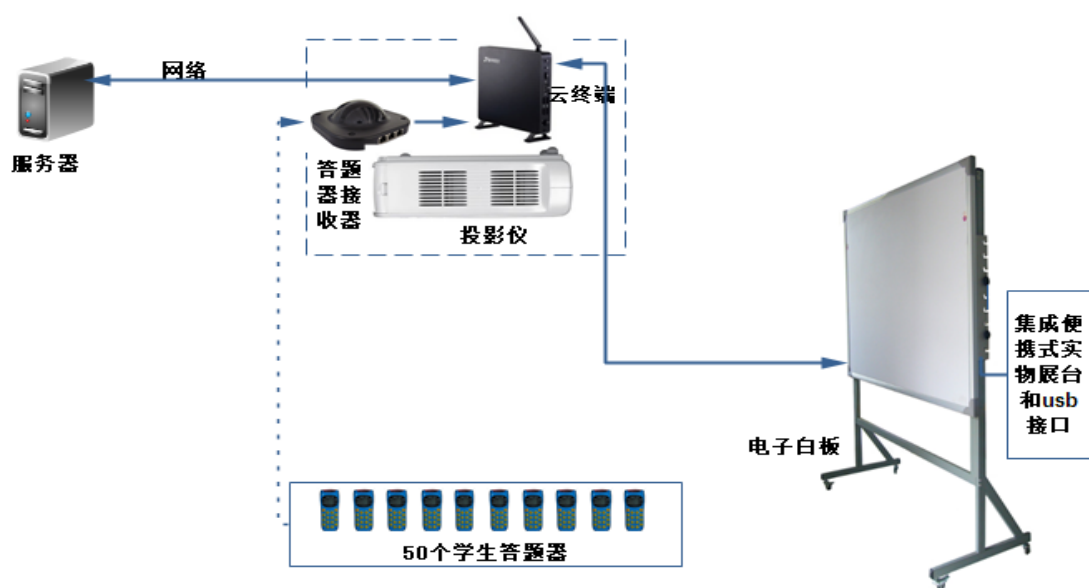 网络
云终端
服务器
答题
器接
收器
投影仪
集成便
携式实
物展台
和usb
接口
电子白板
50个学生答题器